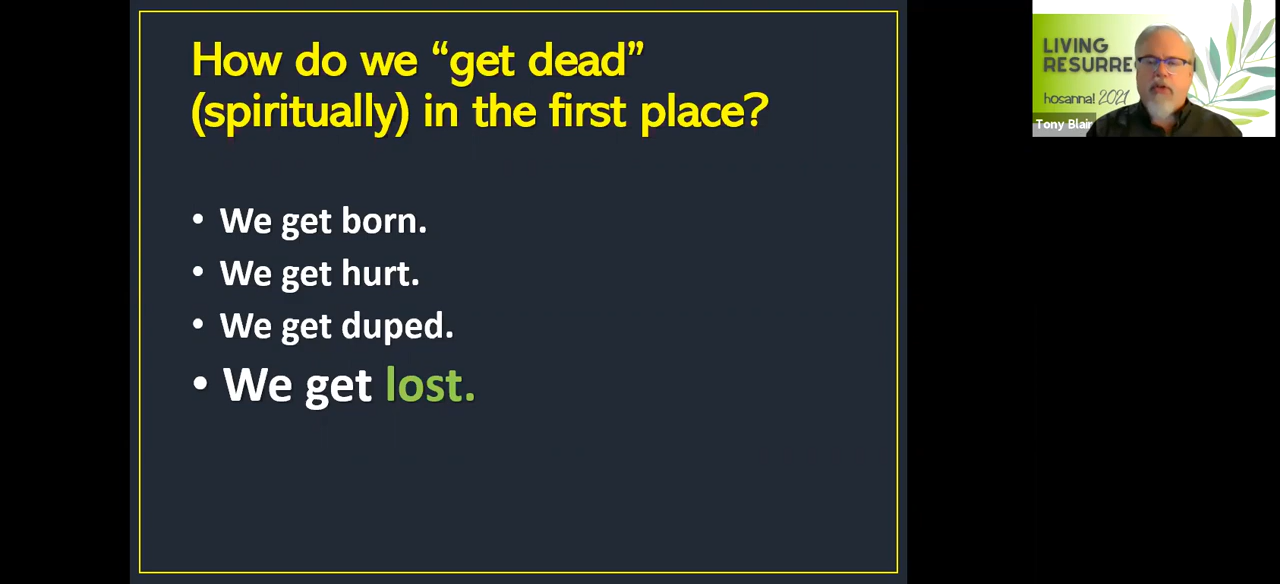 How do we “get dead”
(spiritually) in the first place?
• We get born.
• We get hurt.
• We get duped.
• We get lost.
LIVING
RESURRE
hosanna! 2021
Tony Blair